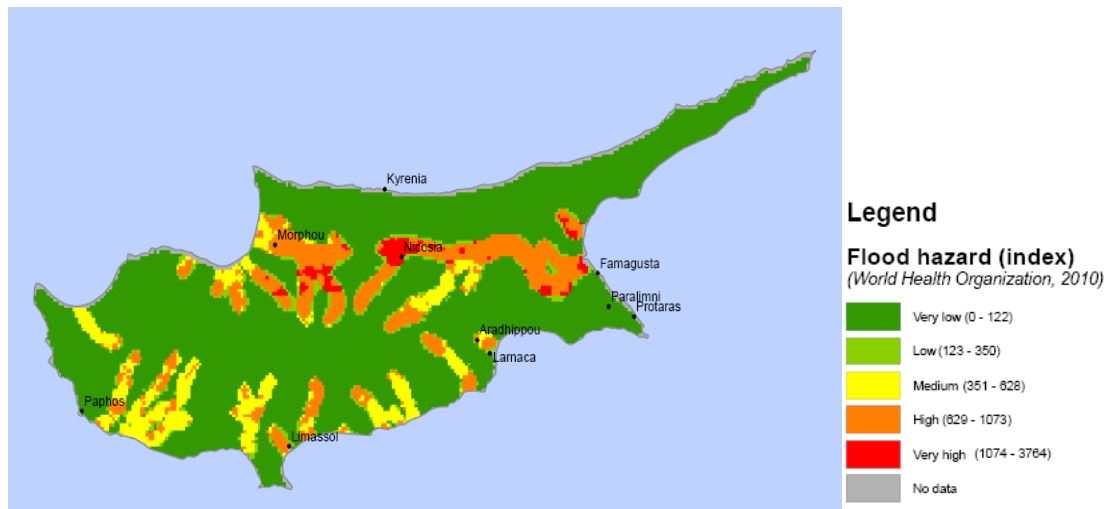 Kyrenia
Morphou
Nicosia
Famagusta
Paralimni
Protaras
Aradhippou
Larnaca
Paphos
Limassol
Legend
Flood hazard (index)
(World Health Organization, 2010)
Very low (0 - 122)
Low (123 - 350)
Medium (351 - 628)
High (629 - 1073)
Very high (1074 - 3764)
No data